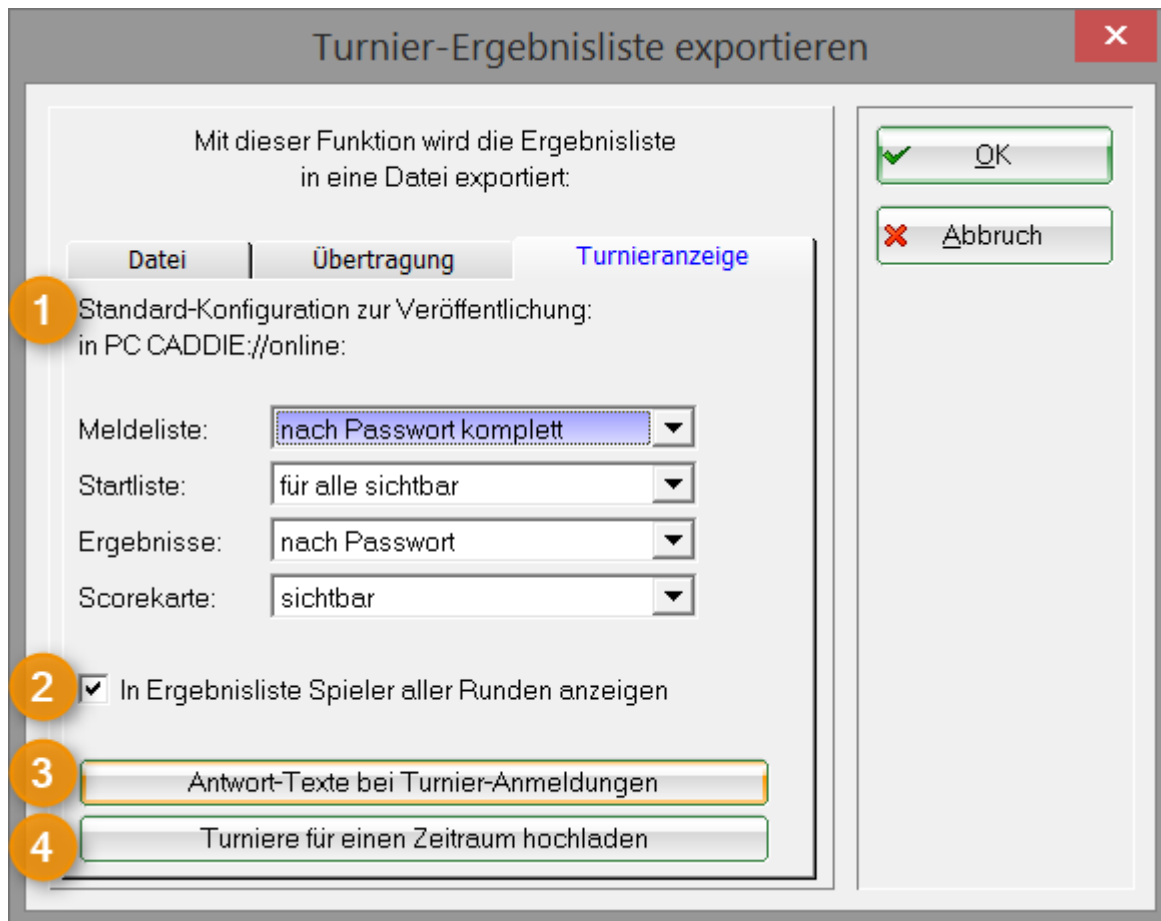 Turnier-Ergebnisliste exportieren
Mit dieser Funktion wird die Ergebnisliste
in eine Datei exportiert:
OK
Abbruch
Datei
Übertragung
Turnieranzeige
1
Standard-Konfiguration zur Veröffentlichung:
in PC CADDIE://online:
Meldeliste: nach Passwort komplett
Startliste: für alle sichtbar
Ergebnisse: nach Passwort
Scorekarte: sichtbar
2
In Ergebnisliste Spieler aller Runden anzeigen
3
Antwort-Texte bei Turnier-Anmeldungen
4
Turniere für einen Zeitraum hochladen